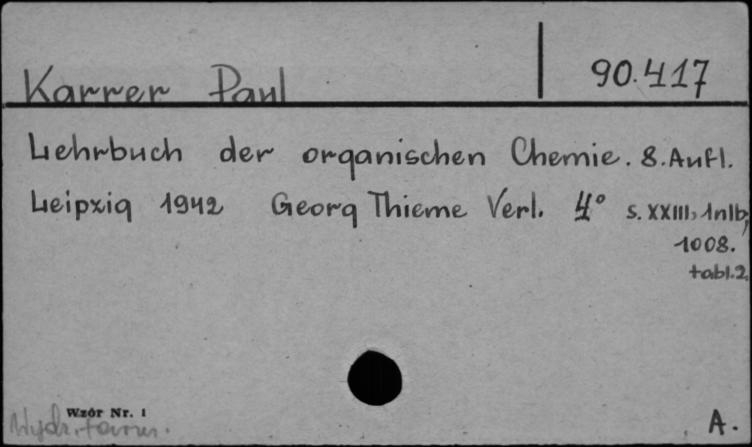 Karrer Paul 90.417
Lehrbuch der organischen Chemie. 8. Aufl.
Leipzig 1942 Georg Thieme Verl. 4° s. XXIII, 1nlb,
1008.
tabl. 2.
Wzór Nr. 1
A.